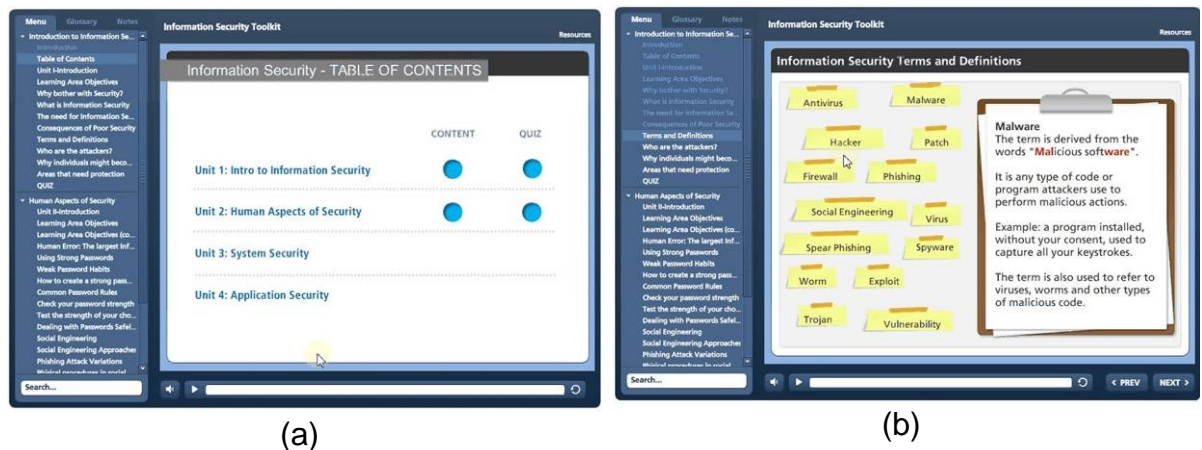 Menu Glossary Notes
Information Security Toolkit
Resources
Introduction to Information Se...
Introduction
Table of Contents
Unit I-Introduction
Learning Area Objectives
Why bother with Security?
What is Information Security
The need for Information Se...
Consequences of Poor Security
Terms and Definitions
Who are the attackers?
Why individuals might beco...
Areas that need protection
QUIZ
Human Aspects of Security
Unit II-Introduction
Learning Area Objectives
Learning Area Objectives (co...
Human Error: The largest Inf...
Using Strong Passwords
Weak Password Habits
How to create a strong pass...
Common Password Rules
Check your password strength
Test the strength of your cho...
Dealing with Passwords Safel...
Social Engineering
Social Engineering Approaches
Phishing Attack Variations
Search...
Information Security - TABLE OF CONTENTS
CONTENT QUIZ
Unit 1: Intro to Information Security
Unit 2: Human Aspects of Security
Unit 3: System Security
Unit 4: Application Security
(a)
Menu Glossary Notes
Information Security Toolkit
Resources
Introduction to Information Se...
Introduction
Table of Contents
Unit I-Introduction
Learning Area Objectives
Why bother with Security?
What is Information Security
The need for Information Se...
Consequences of Poor Security
Terms and Definitions
Who are the attackers?
Why individuals might beco...
Areas that need protection
QUIZ
Human Aspects of Security
Unit II-Introduction
Learning Area Objectives
Learning Area Objectives (co...
Human Error: The largest Inf...
Using Strong Passwords
Weak Password Habits
How to create a strong pass...
Common Password Rules
Check your password strength
Test the strength of your cho...
Dealing with Passwords Safel...
Social Engineering
Social Engineering Approaches
Phishing Attack Variations
Search...
Information Security Terms and Definitions
Antivirus Malware
Hacker Patch
Firewall Phishing
Social Engineering Virus
Spear Phishing Spyware
Worm Exploit
Trojan Vulnerability
Malware
The term is derived from the
words "Malicious software".
It is any type of code or
program attackers use to
perform malicious actions.
Example: a program installed,
without your consent, used to
capture all your keystrokes.
The term is also used to refer to
viruses, worms and other types
of malicious code.
< PREV NEXT >
(b)